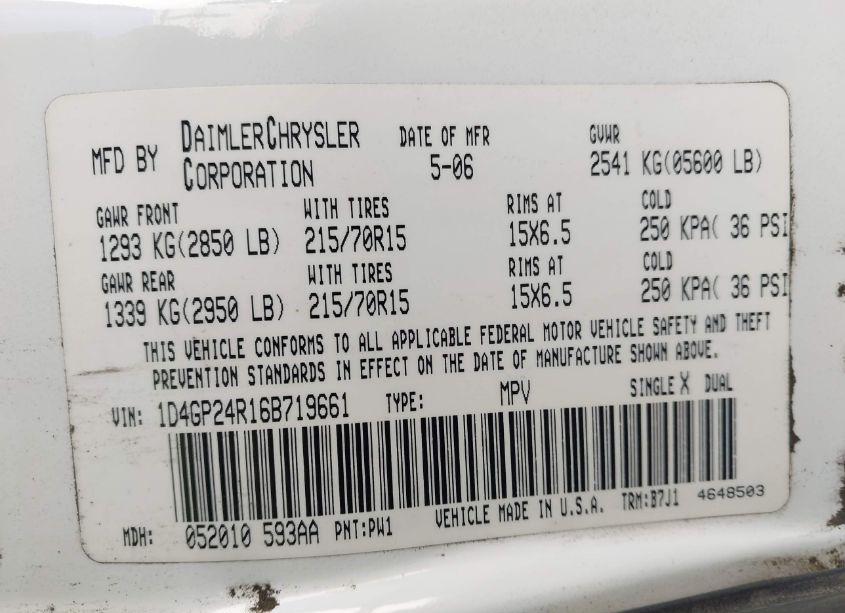 MFD BY DAIMLERCHRYSLER CORPORATION DATE OF MFR 5-06 GVWR 2541 KG(05600 LB)
GAWR FRONT WITH TIRES RIMS AT COLD
1293 KG(2850 LB) 215/70R15 15X6.5 250 KPA( 36 PSI
GAWR REAR WITH TIRES RIMS AT COLD
1339 KG(2950 LB) 215/70R15 15X6.5 250 KPA( 36 PSI
THIS VEHICLE CONFORMS TO ALL APPLICABLE FEDERAL MOTOR VEHICLE SAFETY AND THEFT
PREVENTION STANDARDS IN EFFECT ON THE DATE OF MANUFACTURE SHOWN ABOVE.
VIN: 1D4GP24R16B719661 TYPE: MPV SINGLE X DUAL
MDH: 052010 593AA PNT:PW1 VEHICLE MADE IN U.S.A. TRM:B7J1 4648503